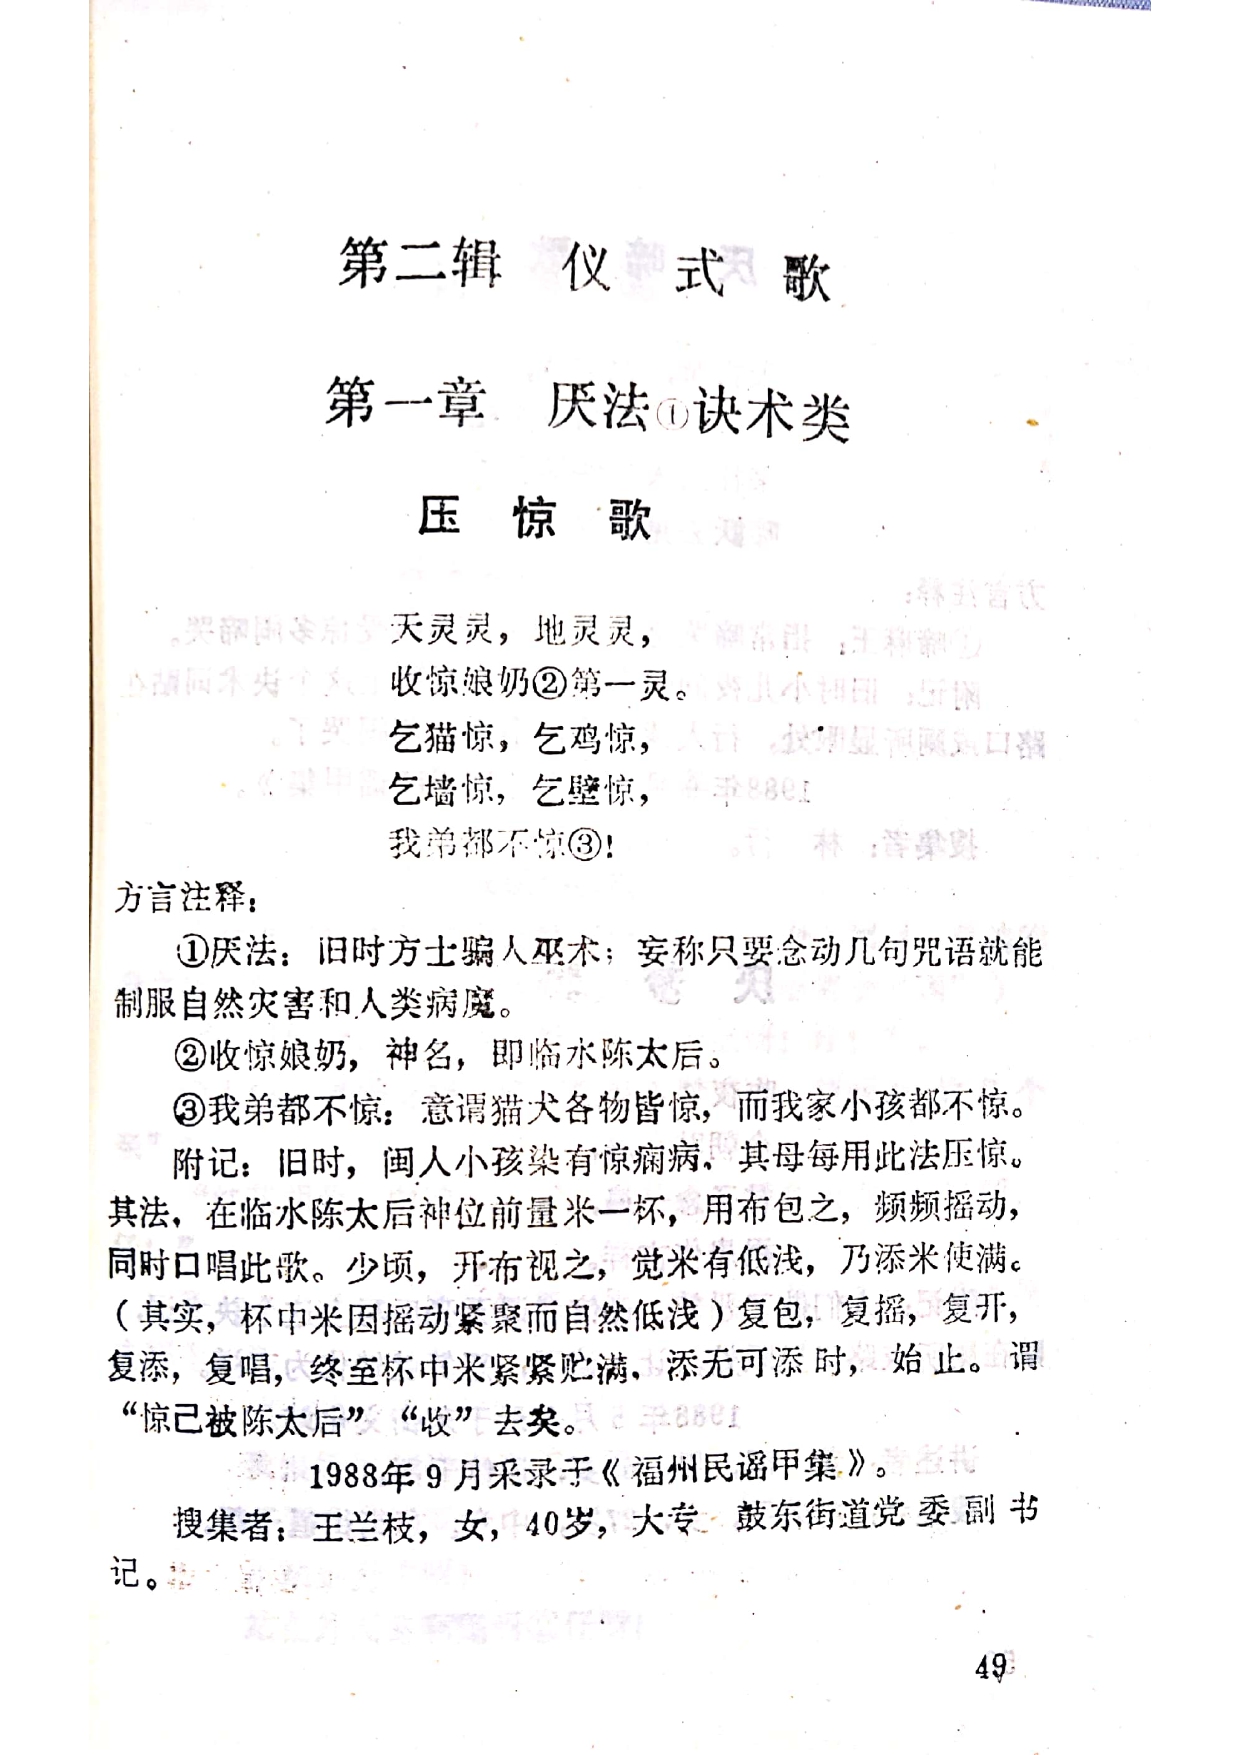 第二辑 仪式歌
第一章 厌法①诀术类
压惊歌
天灵灵，地灵灵，
收惊娘奶②第一灵。
乞猫惊，乞鸡惊，
乞墙惊，乞壁惊，
我弟都不惊③！
方言注释：
①厌法：旧时方士骗人巫术；妄称只要念动几句咒语就能
制服自然灾害和人类病魔。
②收惊娘奶，神名，即临水陈太后。
③我弟都不惊：意谓猫犬各物皆惊，而我家小孩都不惊。
附记：旧时，闽人小孩染有惊痫病，其母每用此法压惊。
其法，在临水陈太后神位前量米一杯，用布包之，频频摇动，
同时口唱此歌。少顷，开布视之，觉米有低浅，乃添米使满。
（其实，杯中米因摇动紧聚而自然低浅）复包，复摇，复开，
复添，复唱，终至杯中米紧紧贮满，添无可添时，始止。谓
“惊已被陈太后”“收”去矣。
1988年9月采录于《福州民谣甲集》。
搜集者：王兰枝，女，40岁，大专 鼓东街道党委副书
记。
49